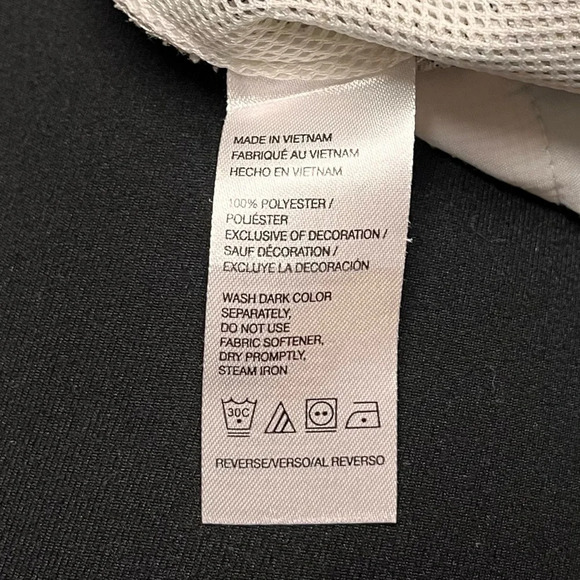 MADE IN VIETNAM
FABRIQUÉ AU VIETNAM
HECHO EN VIETNAM
100% POLYESTER /
POLIÉSTER
EXCLUSIVE OF DECORATION /
SAUF DÉCORATION /
EXCLUYE LA DECORACIÓN
WASH DARK COLOR
SEPARATELY,
DO NOT USE
FABRIC SOFTENER,
DRY PROMPTLY,
STEAM IRON
30C
REVERSE/VERSO/AL REVERSO